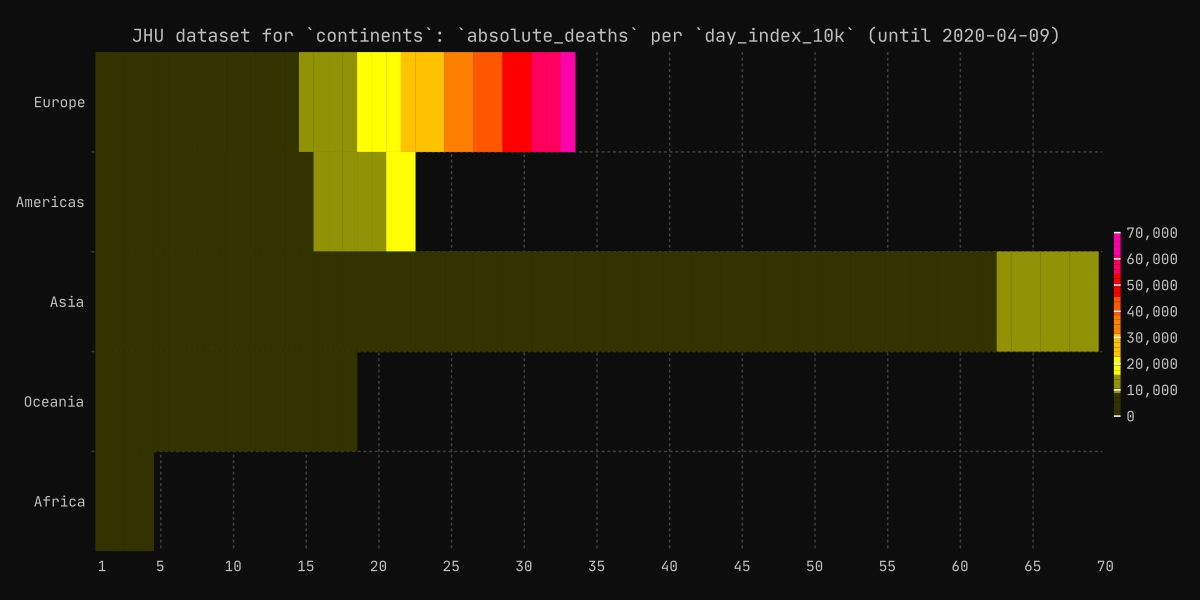 JHU dataset for `continents`: `absolute_deaths` per `day_index_10k` (until 2020-04-09)
Europe
Americas
Asia
Oceania
Africa
70,000
60,000
50,000
40,000
30,000
20,000
10,000
0
1 5 10 15 20 25 30 35 40 45 50 55 60 65 70